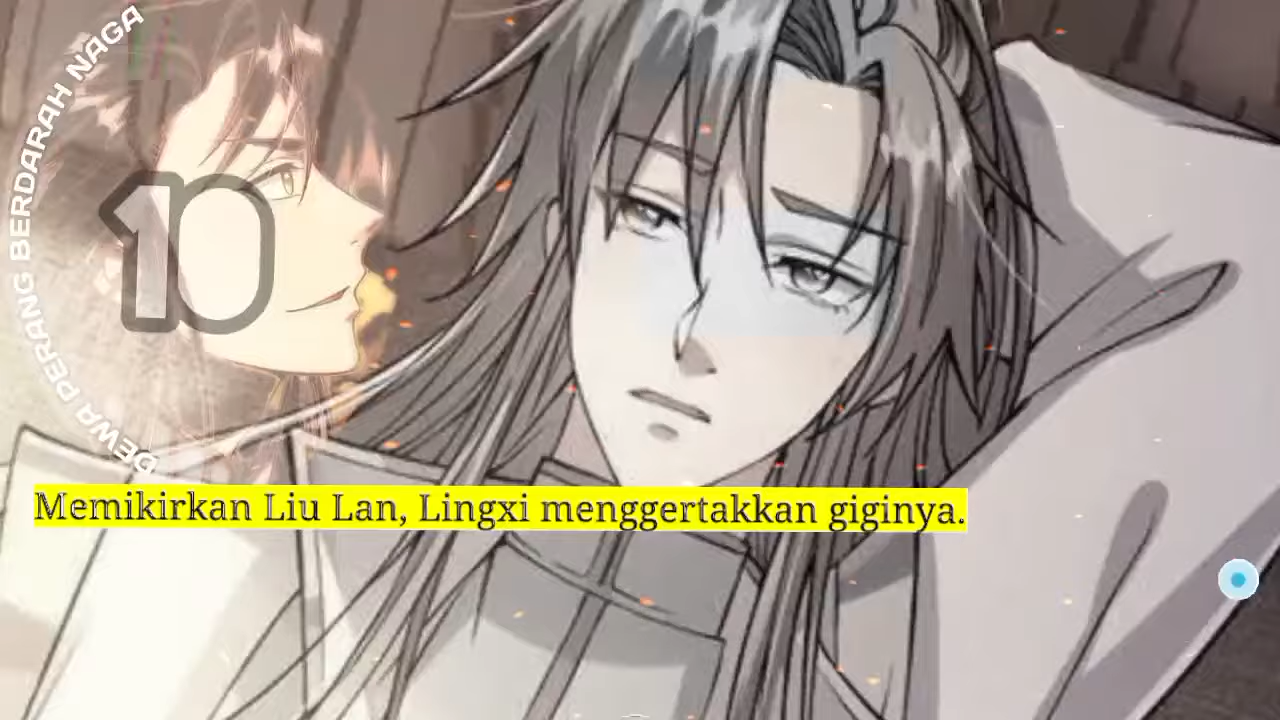 DEWA PERANG BERDARAH NAGA
10
Memikirkan Liu Lan, Lingxi menggertakkan giginya.